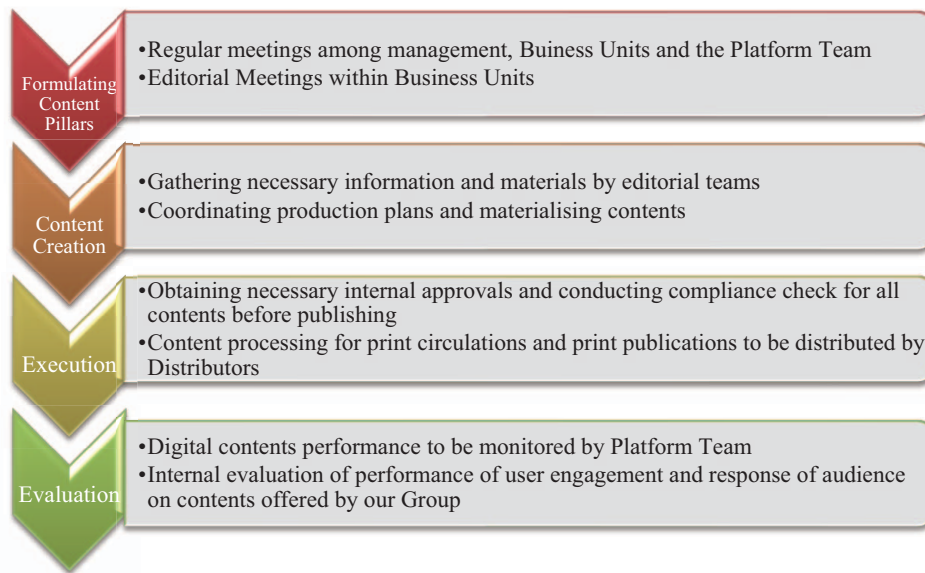 Formulating
Content
Pillars
•Regular meetings among management, Buiness Units and the Platform Team
•Editorial Meetings within Business Units
Content
Creation
•Gathering necessary information and materials by editorial teams
•Coordinating production plans and materialising contents
Execution
•Obtaining necessary internal approvals and conducting compliance check for all
contents before publishing
•Content processing for print circulations and print publications to be distributed by
Distributors
Evaluation
•Digital contents performance to be monitored by Platform Team
•Internal evaluation of performance of user engagement and response of audience
on contents offered by our Group